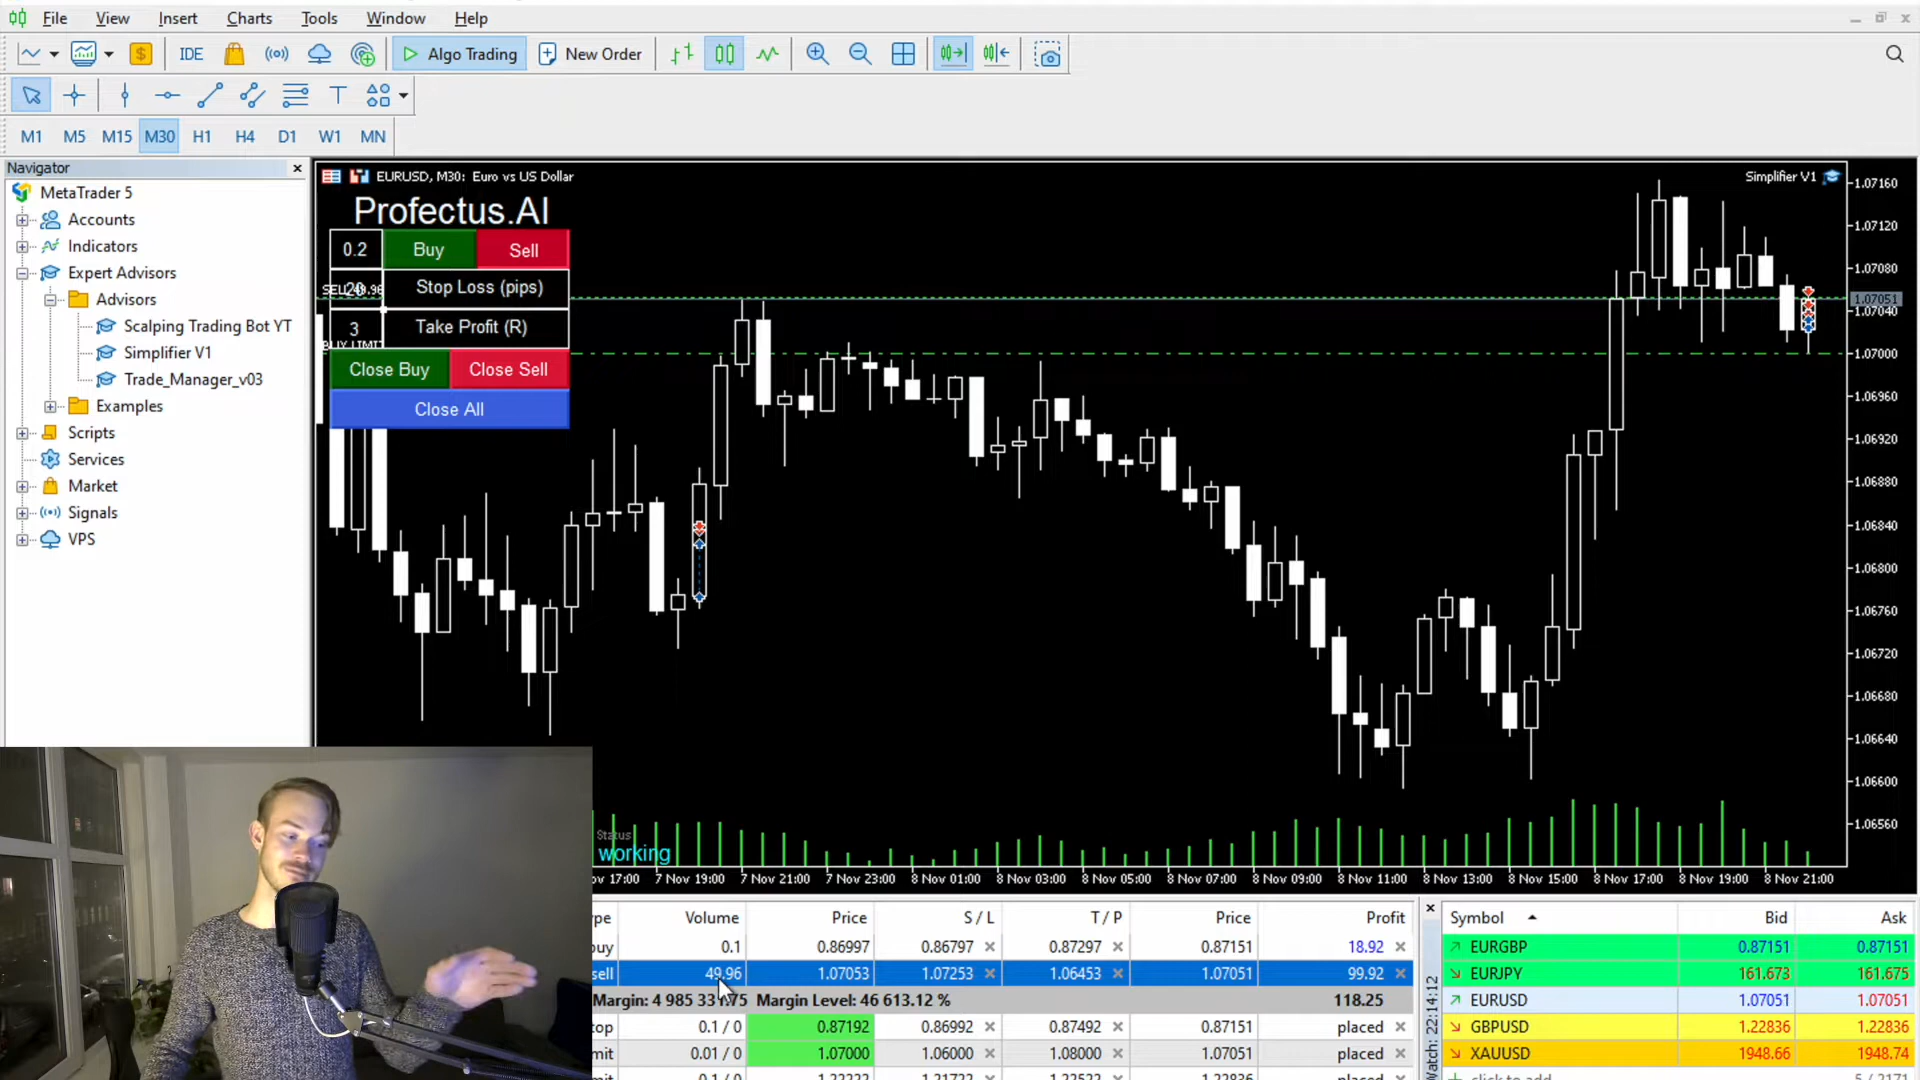 File View Insert Charts Tools Window Help
IDE Algo Trading New Order
M1 M5 M15 M30 H1 H4 D1 W1 MN
Navigator
MetaTrader 5
Accounts
Indicators
Expert Advisors
Advisors
Scalping Trading Bot YT
Simplifier V1
Trade_Manager_v03
Examples
Scripts
Services
Market
Signals
VPS
EURUSD, M30: Euro vs US Dollar
Simplifier V1
Profectus.AI
0.2 Buy Sell
Stop Loss (pips)
3 Take Profit (R)
BUY LIMIT
Close Buy Close Sell
Close All
1.07160
1.07120
1.07080
1.07051
1.07040
1.07000
1.06960
1.06920
1.06880
1.06840
1.06800
1.06760
1.06720
1.06680
1.06640
1.06600
1.06560
Status
working
17:00 7 Nov 19:00 7 Nov 21:00 7 Nov 23:00 8 Nov 01:00 8 Nov 03:00 8 Nov 05:00 8 Nov 07:00 8 Nov 09:00 8 Nov 11:00 8 Nov 13:00 8 Nov 15:00 8 Nov 17:00 8 Nov 19:00 8 Nov 21:00
Volume Price S / L T / P Price Profit
0.1 0.86997 0.86797 0.87297 0.87151 18.92
sell 49.96 1.07053 1.07253 1.06453 1.07051 99.92
Margin: 4 985 331.75 Margin Level: 46 613.12 % 118.25
0.1 / 0 0.87192 0.86992 0.87492 0.87151 placed
0.01 / 0 1.07000 1.06000 1.08000 1.07051 placed
22:14:12
Symbol Bid Ask
EURGBP 0.87151 0.87151
EURJPY 161.673 161.675
EURUSD 1.07051 1.07051
GBPUSD 1.22836 1.22836
XAUUSD 1948.66 1948.74